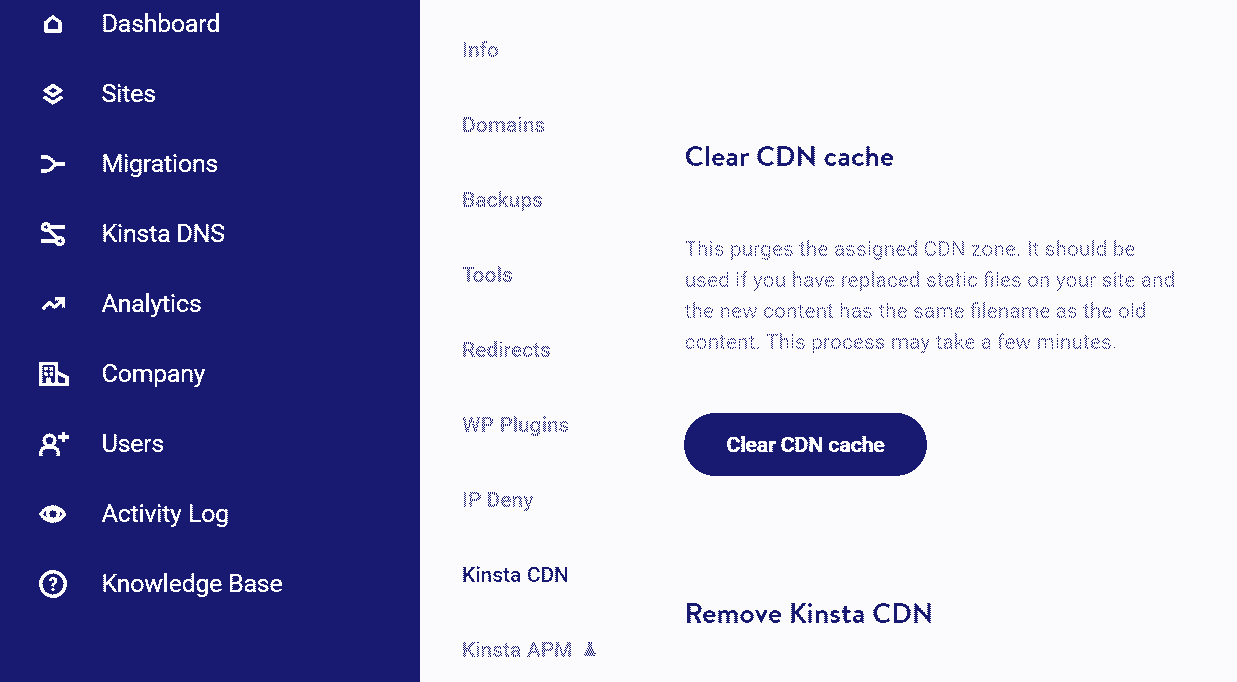 Dashboard
Sites
Migrations
Kinsta DNS
Analytics
Company
Users
Activity Log
Knowledge Base
Info
Domains
Backups
Tools
Redirects
WP Plugins
IP Deny
Kinsta CDN
Kinsta APM
Clear CDN cache
This purges the assigned CDN zone. It should be
used if you have replaced static files on your site and
the new content has the same filename as the old
content. This process may take a few minutes.
Clear CDN cache
Remove Kinsta CDN